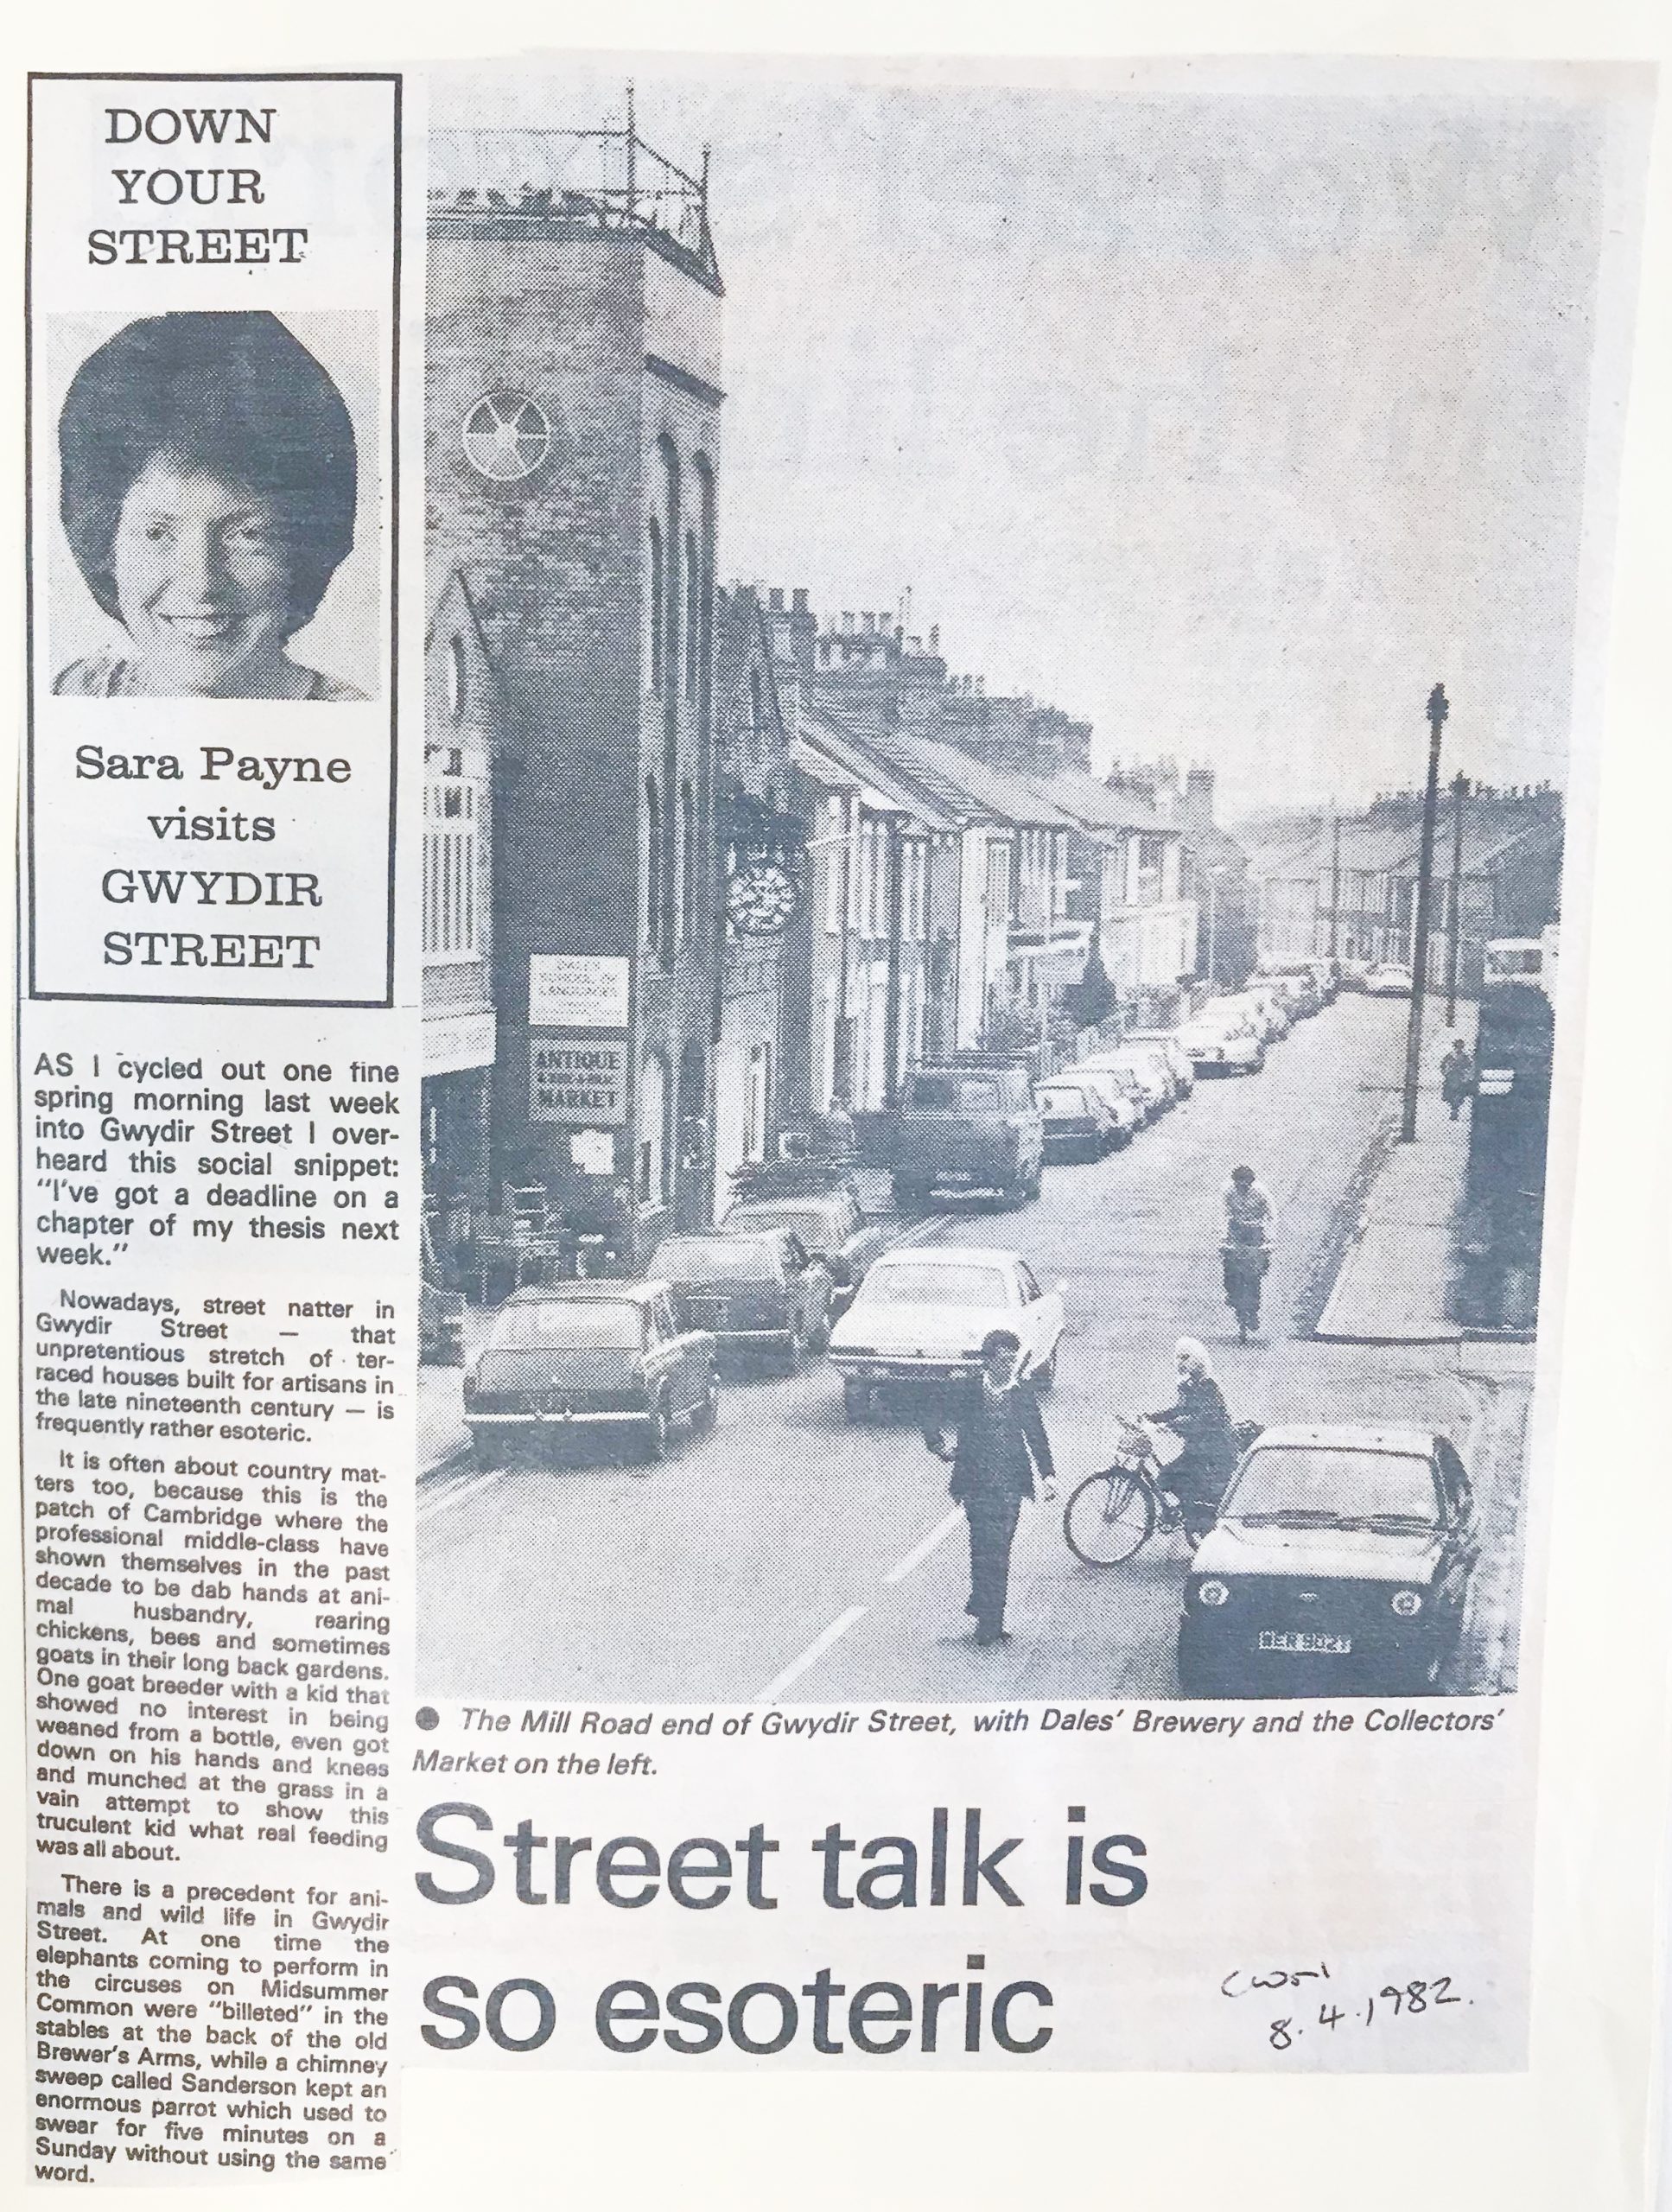 DOWN
YOUR
STREET
Sara Payne
visits
GWYDIR
STREET
AS I cycled out one fine
spring morning last week
into Gwydir Street I over-
heard this social snippet:
"I've got a deadline on a
chapter of my thesis next
week."
Nowadays, street natter in
Gwydir Street — that
unpretentious stretch of ter-
raced houses built for artisans in
the late nineteenth century — is
frequently rather esoteric.
It is often about country mat-
ters too, because this is the
patch of Cambridge where the
professional middle-class have
shown themselves in the past
decade to be dab hands at ani-
mal husbandry, rearing
chickens, bees and sometimes
goats in their long back gardens.
One goat breeder with a kid that
showed no interest in being
weaned from a bottle, even got
down on his hands and knees
and munched at the grass in a
vain attempt to show this
truculent kid what real feeding
was all about.
There is a precedent for ani-
mals and wild life in Gwydir
Street. At one time the
elephants coming to perform in
the circuses on Midsummer
Common were "billeted" in the
stables at the back of the old
Brewer's Arms, while a chimney
sweep called Sanderson kept an
enormous parrot which used to
swear for five minutes on a
Sunday without using the same
word.
LANGUAGES
ANTIQUE
MARKET
WER 902T
● The Mill Road end of Gwydir Street, with Dales' Brewery and the Collectors'
Market on the left.
Street talk is
so esoteric
8.4.1982.